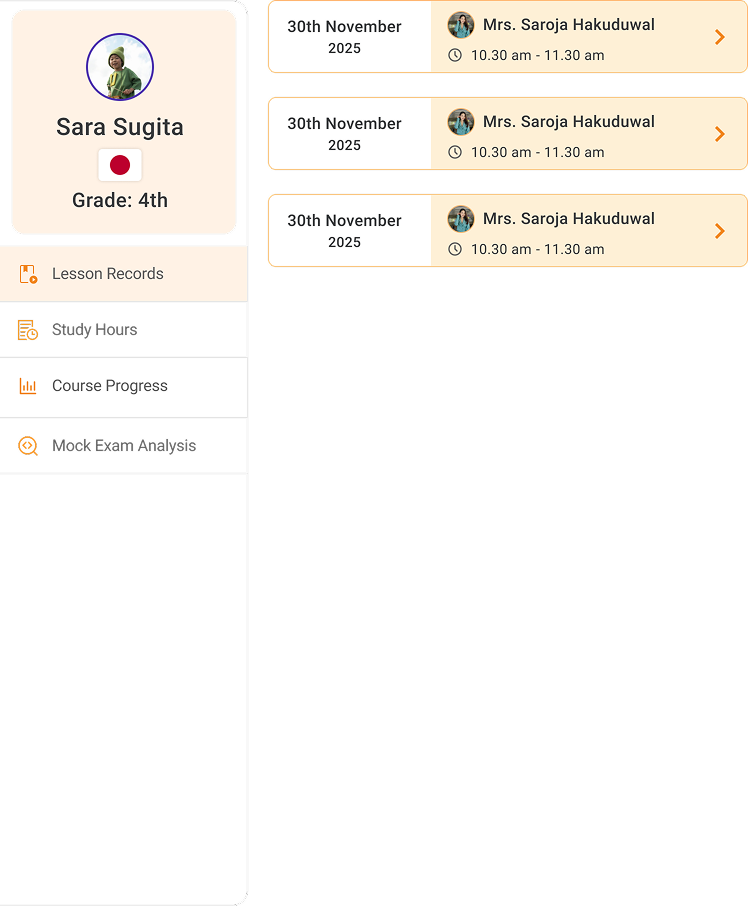 Sara Sugita
Grade: 4th
Lesson Records
Study Hours
Course Progress
Mock Exam Analysis
30th November
2025
Mrs. Saroja Hakuduwal
10.30 am - 11.30 am
30th November
2025
Mrs. Saroja Hakuduwal
10.30 am - 11.30 am
30th November
2025
Mrs. Saroja Hakuduwal
10.30 am - 11.30 am